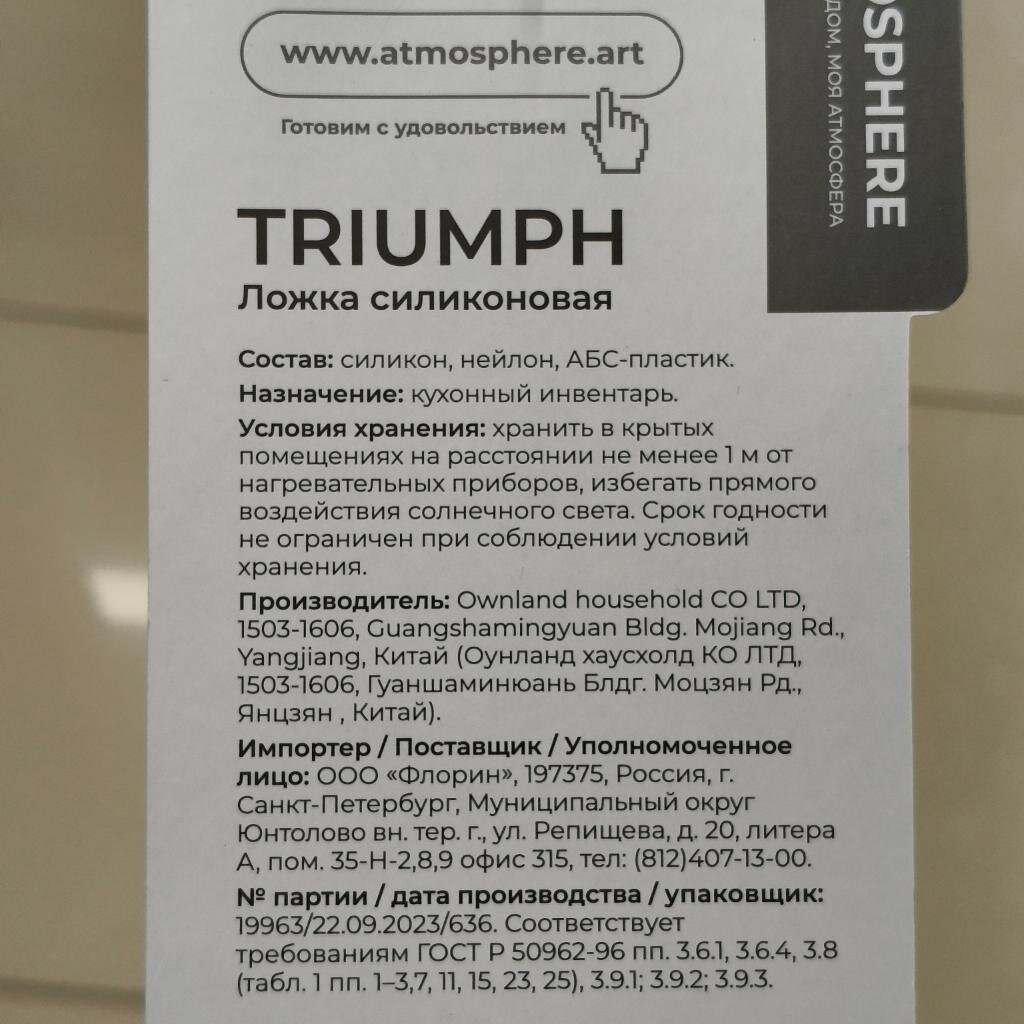 www.atmosphere.art
Готовим с удовольствием
TRIUMPH
Ложка силиконовая
Состав: силикон, нейлон, АБС-пластик.
Назначение: кухонный инвентарь.
Условия хранения: хранить в крытых
помещениях на расстоянии не менее 1 м от
нагревательных приборов, избегать прямого
воздействия солнечного света. Срок годности
не ограничен при соблюдении условий
хранения.
Производитель: Ownland household CO LTD,
1503-1606, Guangshamingyuan Bldg. Mojiang Rd.,
Yangjiang, Китай (Оунланд хаусхолд КО ЛТД,
1503-1606, Гуаншаминюань Блдг. Моцзян Рд.,
Янцзян , Китай).
Импортер / Поставщик / Уполномоченное
лицо: ООО «Флорин», 197375, Россия, г.
Санкт-Петербург, Муниципальный округ
Юнтолово вн. тер. г., ул. Репищева, д. 20, литера
А, пом. 35-Н-2,8,9 офис 315, тел: (812)407-13-00.
№ партии / дата производства / упаковщик:
19963/22.09.2023/636. Соответствует
требованиям ГОСТ Р 50962-96 пп. 3.6.1, 3.6.4, 3.8
(табл. 1 пп. 1–3,7, 11, 15, 23, 25), 3.9.1; 3.9.2; 3.9.3.
OSPHERE
ДОМ, МОЯ АТМОСФЕРА